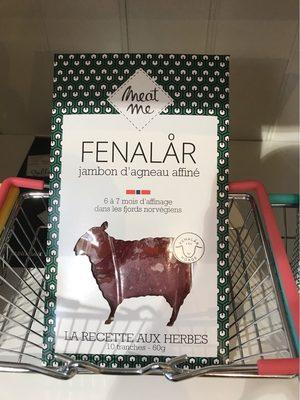 meat
me
FENALÅR
jambon d'agneau affiné
6 à 7 mois d'affinage
dans les fjords norvégiens
FENALÅR
LA RECETTE AUX HERBES
10 tranches - 60g